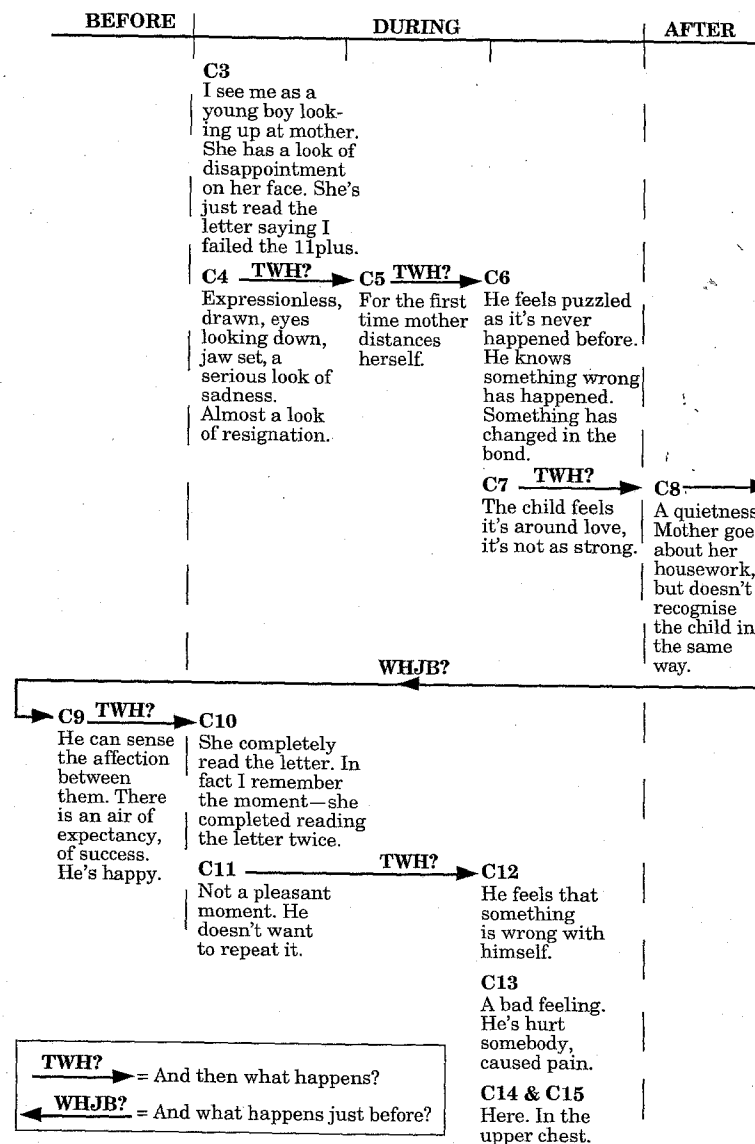 BEFORE
DURING
AFTER
C3
I see me as a
young boy look-
ing up at mother.
She has a look of
disappointment
on her face. She's
just read the
letter saying I
failed the 11plus.
C4 TWH?
Expressionless,
drawn, eyes
looking down,
jaw set, a
serious look of
sadness.
Almost a look
of resignation.
C5 TWH?
For the first
time mother
distances
herself.
C6
He feels puzzled
as it's never
happened before.
He knows
something wrong
has happened.
Something has
changed in the
bond.
C7 TWH?
The child feels
it's around love,
it's not as strong.
C8
A quietness
Mother goe
about her
housework,
but doesn't
recognise
the child in
the same
way.
WHJB?
C9 TWH?
He can sense
the affection
between
them. There
is an air of
expectancy,
of success.
He's happy.
C10
She completely
read the letter. In
fact I remember
the moment—she
completed reading
the letter twice.
C11 TWH?
Not a pleasant
moment. He
doesn't want
to repeat it.
C12
He feels that
something
is wrong with
himself.
C13
A bad feeling.
He's hurt
somebody,
caused pain.
C14 & C15
Here. In the
upper chest.
TWH? = And then what happens?
WHJB? = And what happens just before?